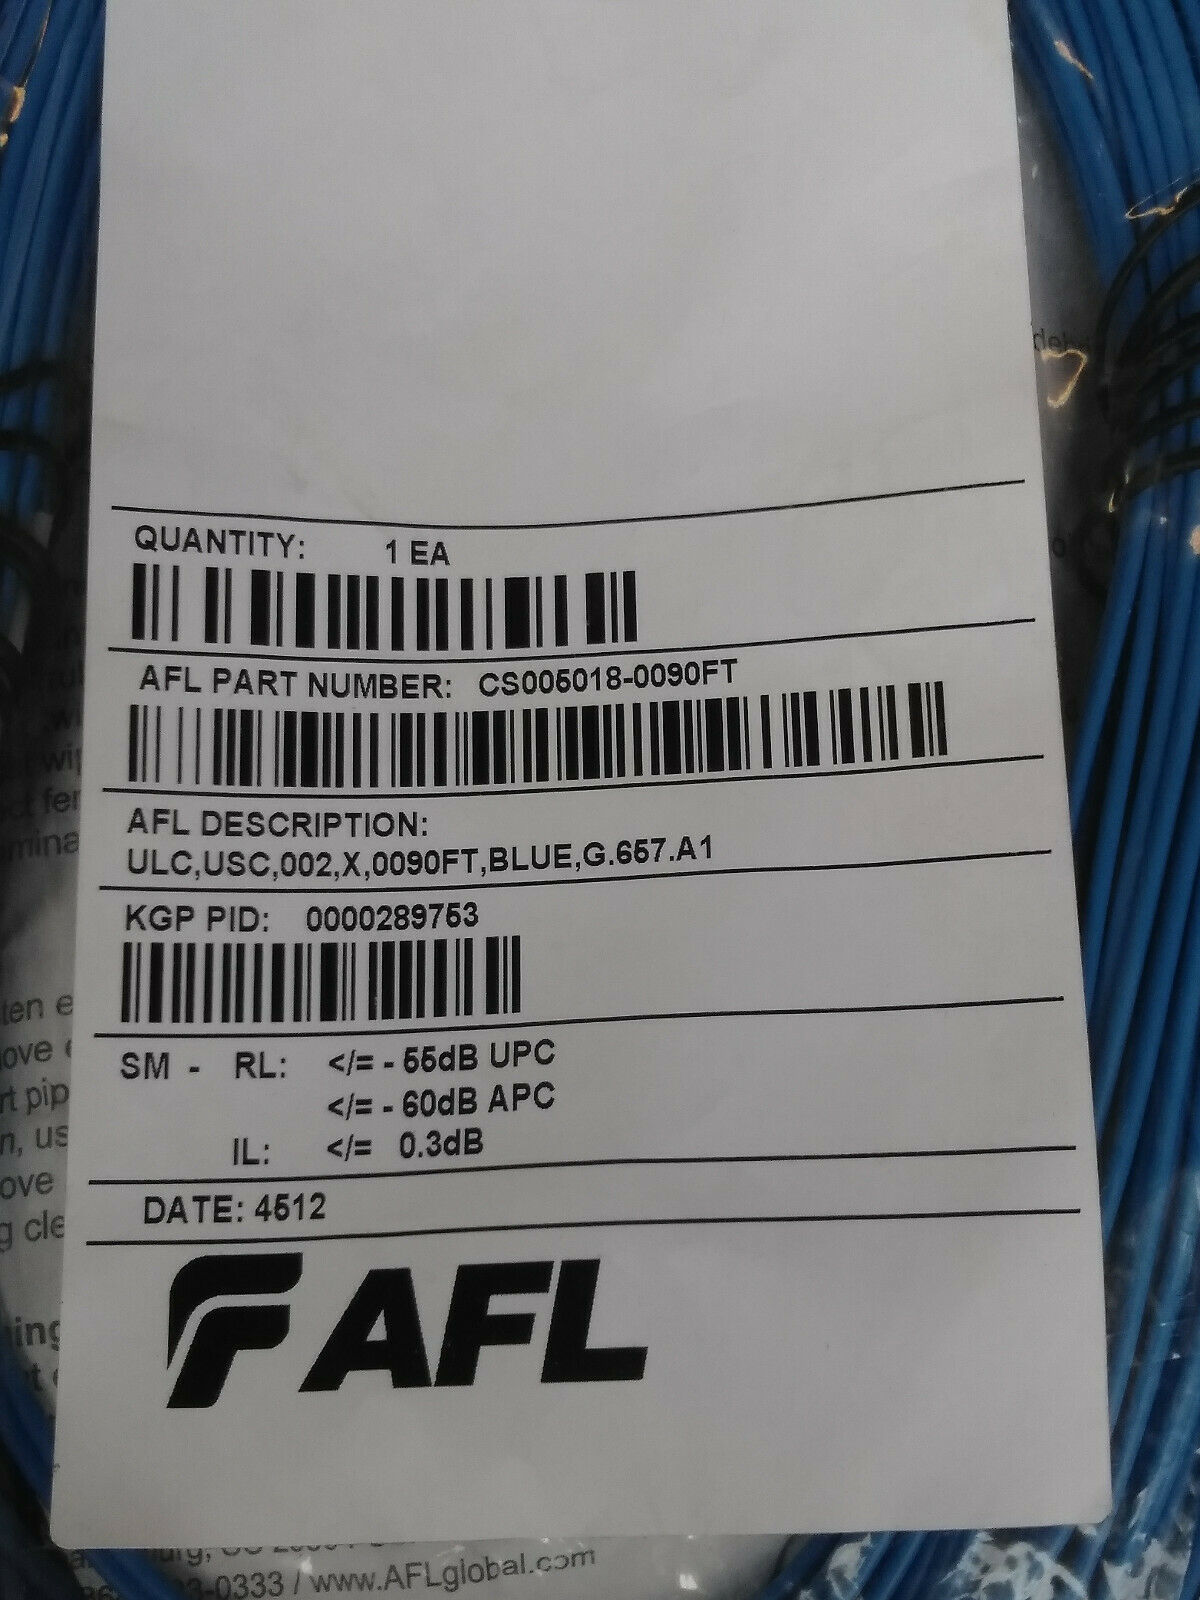 QUANTITY: 1 EA
AFL PART NUMBER: CS005018-0090FT
AFL DESCRIPTION:
ULC,USC,002,X,0090FT,BLUE,G.657.A1
KGP PID: 0000289753
SM - RL: </= - 55dB UPC
</= - 60dB APC
IL: </= 0.3dB
DATE: 4512
AFL
-0333 / www.AFLglobal.com